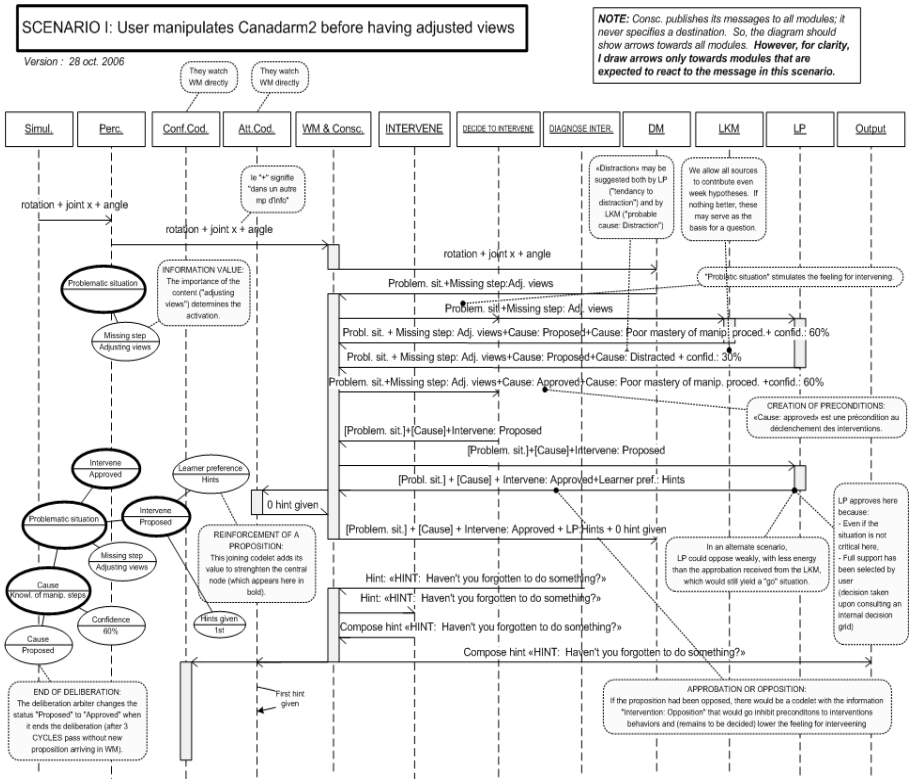 SCENARIO I: User manipulates Canadarm2 before having adjusted views
NOTE: Consc. publishes its messages to all modules; it
never specifies a destination. So, the diagram should
show arrows towards all modules. However, for clarity,
I draw arrows only towards modules that are
expected to react to the message in this scenario.
Version : 28 oct. 2006
They watch
WM directly
They watch
WM directly
Simul.
Perc.
Conf.Cod.
Att.Cod.
WM & Consc.
INTERVENE
DECIDE TO INTERVENE
DIAGNOSE INTER.
DM
LKM
LP
Output
le "+" signifie
"dans un autre
mp d'info"
«Distraction» may be
suggested both by LP
("tendency to
distraction") and by
LKM ("probable
cause: Distraction")
We allow all sources
to contribute even
week hypotheses. If
nothing better, these
may serve as the
basis for a question.
rotation + joint x + angle
rotation + joint x + angle
rotation + joint x + angle
Problematic situation
Missing step
Adjusting views
INFORMATION VALUE:
The importance of the
content ("adjusting
views") determines the
activation.
Problem. sit.+Missing step:Adj. views
"Problem situation" stimulates the feeling for intervening.
Problem. sit+Missing step: Adj. views
Probl. sit. + Missing step: Adj. views+Cause: Proposed+Cause: Poor mastery of manip. proced.+ confid.: 60%
Probl. sit. + Missing step: Adj. views+Cause: Proposed+Cause: Distracted + confid.: 30%
Problem. sit.+Missing step: Adj. views+Cause: Approved+Cause: Poor mastery of manip. proced. +confid.: 60%
CREATION OF PRECONDITIONS:
«Cause: approved» est une précondition au
déclenchement des interventions.
[Problem. sit.]+[Cause]+Intervene: Proposed
[Problem. sit.]+[Cause]+Intervene: Proposed
[Probl. sit.] + [Cause] + Intervene: Approved+Learner pref.: Hints
0 hint given
[Problem. sit.] + [Cause] + Intervene: Approved + LP:Hints + 0 hint given
Intervene
Approved
Learner preference
Hints
Problematic situation
Intervene
Proposed
Missing step
Adjusting views
Cause
Knowl. of manip. steps
Confidence
60%
Cause
Proposed
Hints given
1st
REINFORCEMENT OF A
PROPOSITION:
This joining codelet adds its
value to strenghten the central
node (which appears here in
bold).
In an alternate scenario,
LP could oppose weakly, with less energy
than the approbation received from the LKM,
which would still yield a "go" situation.
LP approves here
because:
- Even if the
situation is not
critical here,
- Full support has
been selected by
user
(decision taken
upon consulting an
internal decision
grid)
Hint: «HINT: Haven't you forgotten to do something?»
Hint: «HINT: Haven't you forgotten to do something?»
Compose hint «HINT: Haven't you forgotten to do something?»
Compose hint «HINT: Haven't you forgotten to do something?»
END OF DELIBERATION:
The deliberation arbiter changes the
status "Proposed" to "Approved" when
it ends the deliberation (after 3
CYCLES pass without new
proposition arriving in WM).
First hint
given
APPROBATION OR OPPOSITION:
If the proposition had been opposed, there would be a codelet with the information
"Intervention: Opposition" that would go inhibit preconditons to interventions
behaviors and (remains to be decided) lower the feeling for interveening